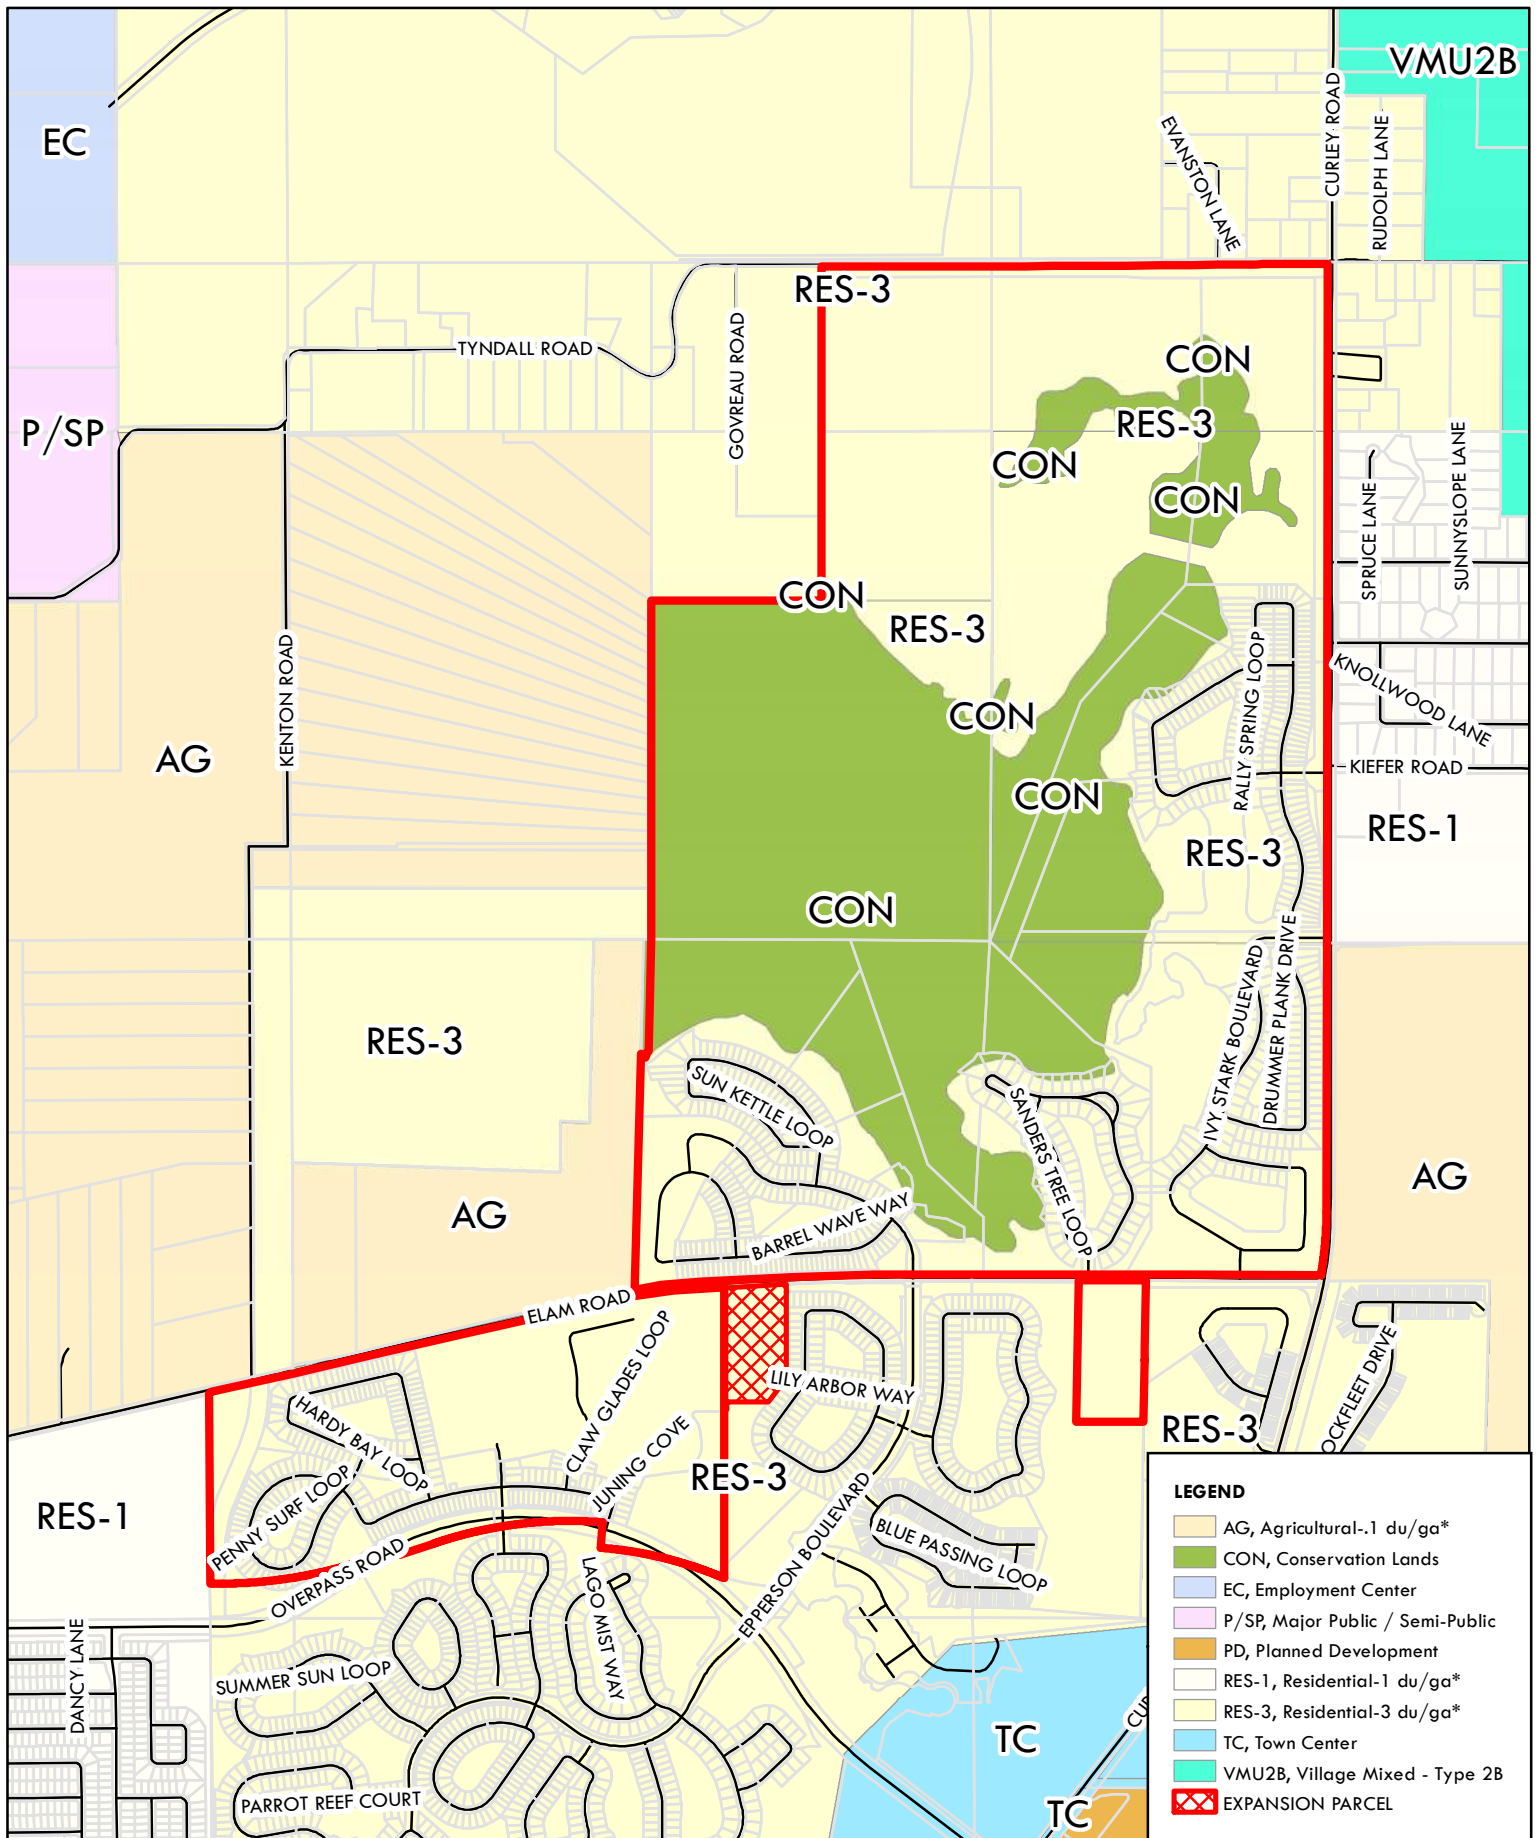 VMU2B
EC
EVANSTON LANE
CURLEY ROAD
RUDOLPH LANE
RES-3
TYNDALL ROAD
GOVREAU ROAD
CON
RES-3
P/SP
CON
CON
SPRUCE LANE
SUNNYSLOPE LANE
CON
RES-3
KENTON ROAD
RALLY SPRING LOOP
KNOLLWOOD LANE
CON
AG
KIEFER ROAD
CON
RES-1
RES-3
CON
IVY STARK BOULEVARD
DRUMMER PLANK DRIVE
RES-3
SUN KETTLE LOOP
SANDERS TREE LOOP
AG
AG
BARREL WAVE WAY
ELAM ROAD
CLAW GLADES LOOP
LILY ARBOR WAY
OCKFLEET DRIVE
HARDY BAY LOOP
JUNING COVE
RES-3
RES-3
PENNY SURF LOOP
RES-1
EPPERSON BOULEVARD
BLUE PASSING LOOP
OVERPASS ROAD
LAGO MIST WAY
DANCY LANE
SUMMER SUN LOOP
CUR
TC
PARROT REEF COURT
TC
LEGEND
AG, Agricultural-.1 du/ga*
CON, Conservation Lands
EC, Employment Center
P/SP, Major Public / Semi-Public
PD, Planned Development
RES-1, Residential-1 du/ga*
RES-3, Residential-3 du/ga*
TC, Town Center
VMU2B, Village Mixed - Type 2B
EXPANSION PARCEL